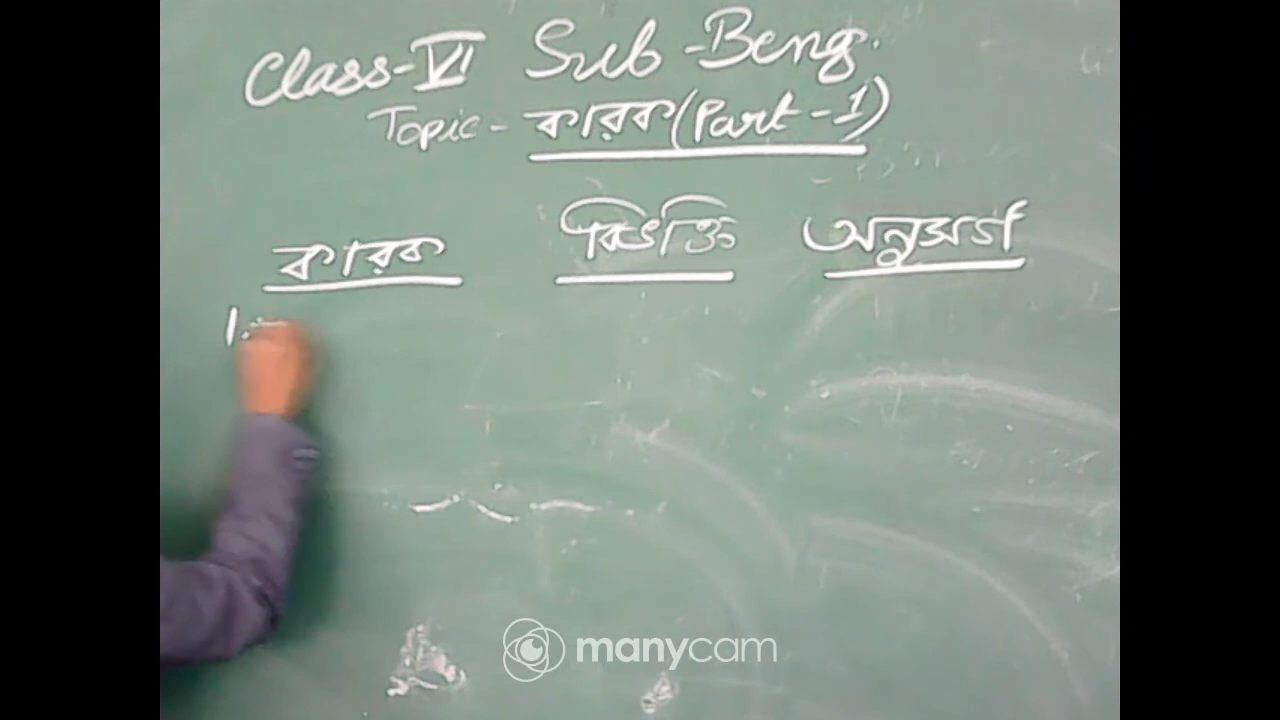 Class-VI Sub-Beng.
Topic- কারক (Part-1)
কারক বিভক্তি অনুসর্গ
1.
manycam